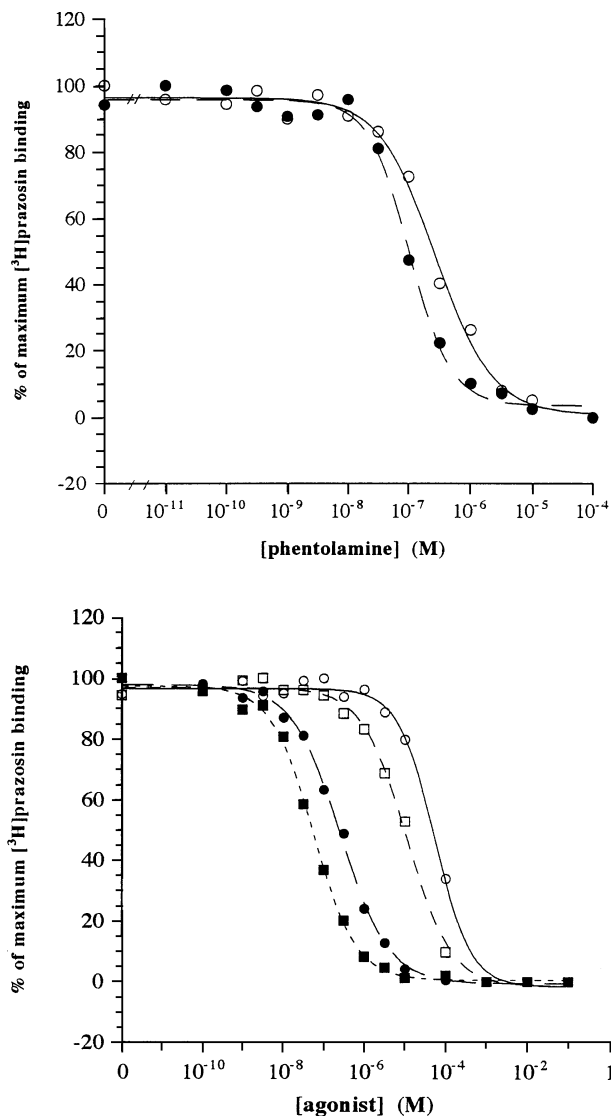 120
100
80
60
40
20
0
-20
% of maximum [³H]prazosin binding
0 10⁻¹¹ 10⁻¹⁰ 10⁻⁹ 10⁻⁸ 10⁻⁷ 10⁻⁶ 10⁻⁵ 10⁻⁴
[phentolamine] (M)
120
100
80
60
40
20
0
-20
% of maximum [³H]prazosin binding
0 10⁻¹⁰ 10⁻⁸ 10⁻⁶ 10⁻⁴ 10⁻² 1
[agonist] (M)